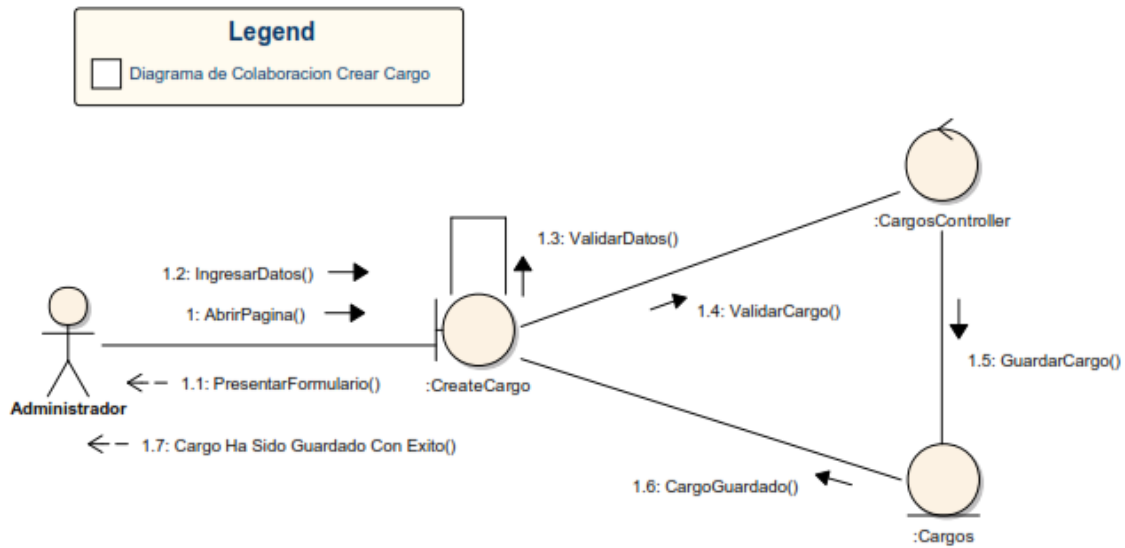 Legend
Diagrama de Colaboracion Crear Cargo
:CargosController
1.3: ValidarDatos()
1.2: IngresarDatos()
1: AbrirPagina()
1.4: ValidarCargo()
1.5: GuardarCargo()
1.1: PresentarFormulario()
:CreateCargo
Administrador
1.7: Cargo Ha Sido Guardado Con Exito()
1.6: CargoGuardado()
:Cargos